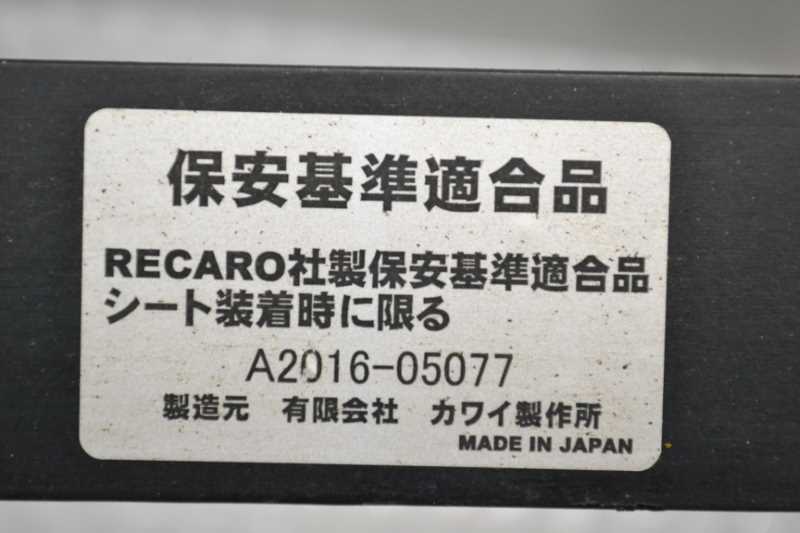 保安基準適合品
RECARO社製保安基準適合品
シート装着時に限る
A2016-05077
製造元 有限会社 カワイ製作所
MADE IN JAPAN